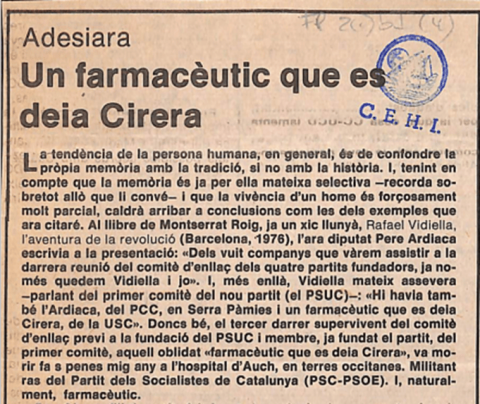 Adesiara
Un farmacèutic que es
deia Cirera
C. E. H. I.
La tendència de la persona humana, en general, és de confondre la
pròpia memòria amb la tradició, si no amb la història. I, tenint en
compte que la memòria és ja per ella mateixa selectiva —recorda so-
bretot allò que li convé— i que la vivència d'un home és forçosament
molt parcial, caldrà arribar a conclusions com les dels exemples que
ara citaré. Al llibre de Montserrat Roig, ja un xic llunyà, Rafael Vidiella,
l'aventura de la revolució (Barcelona, 1976), l'ara diputat Pere Ardiaca
escrivia a la presentació: «Dels vuit companys que vàrem assistir a la
darrera reunió del comitè d'enllaç dels quatre partits fundadors, ja no-
més quedem Vidiella i jo». I, més enllà, Vidiella mateix assevera
—parlant del primer comitè del nou partit (el PSUC)—: «Hi havia tam-
bé l'Ardiaca, del PCC, en Serra Pàmies i un farmacèutic que es deia
Cirera, de la USC». Doncs bé, el tercer darrer supervivent del comitè
d'enllaç previ a la fundació del PSUC i membre, ja fundat el partit, del
primer comitè, aquell oblidat «farmacèutic que es deia Cirera», va mo-
rir fa s penes mig any a l'hospital d'Auch, en terres occitanes. Militant
ras del Partit dels Socialistes de Catalunya (PSC-PSOE). I, natural-
ment, farmacèutic.